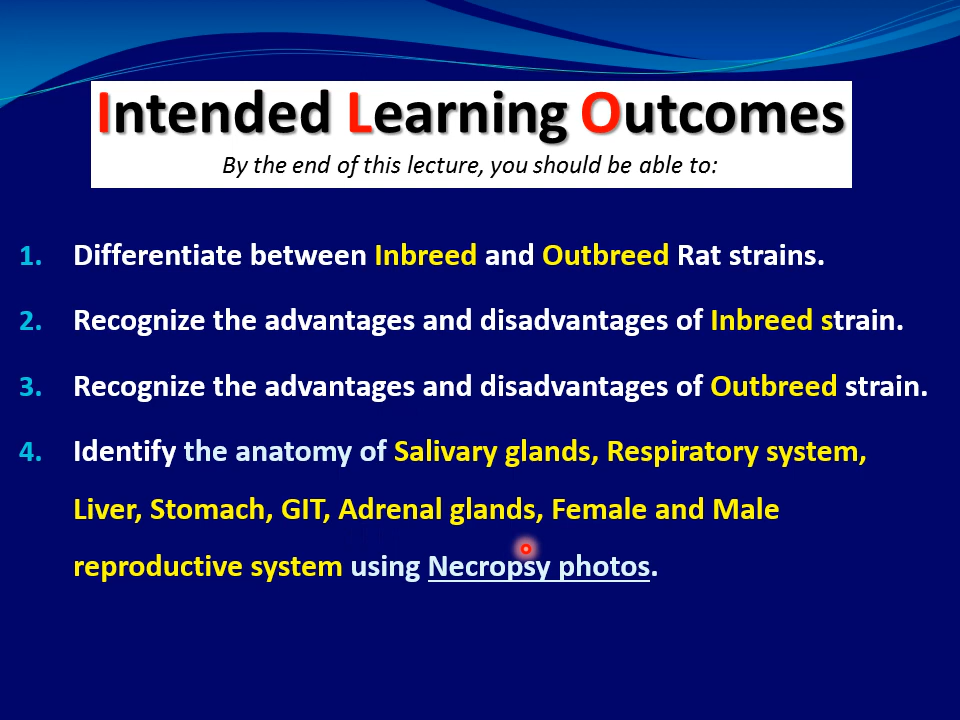 Intended Learning Outcomes
By the end of this lecture, you should be able to:
1. Differentiate between Inbreed and Outbreed Rat strains.
2. Recognize the advantages and disadvantages of Inbreed strain.
3. Recognize the advantages and disadvantages of Outbreed strain.
4. Identify the anatomy of Salivary glands, Respiratory system,
Liver, Stomach, GIT, Adrenal glands, Female and Male
reproductive system using Necropsy photos.